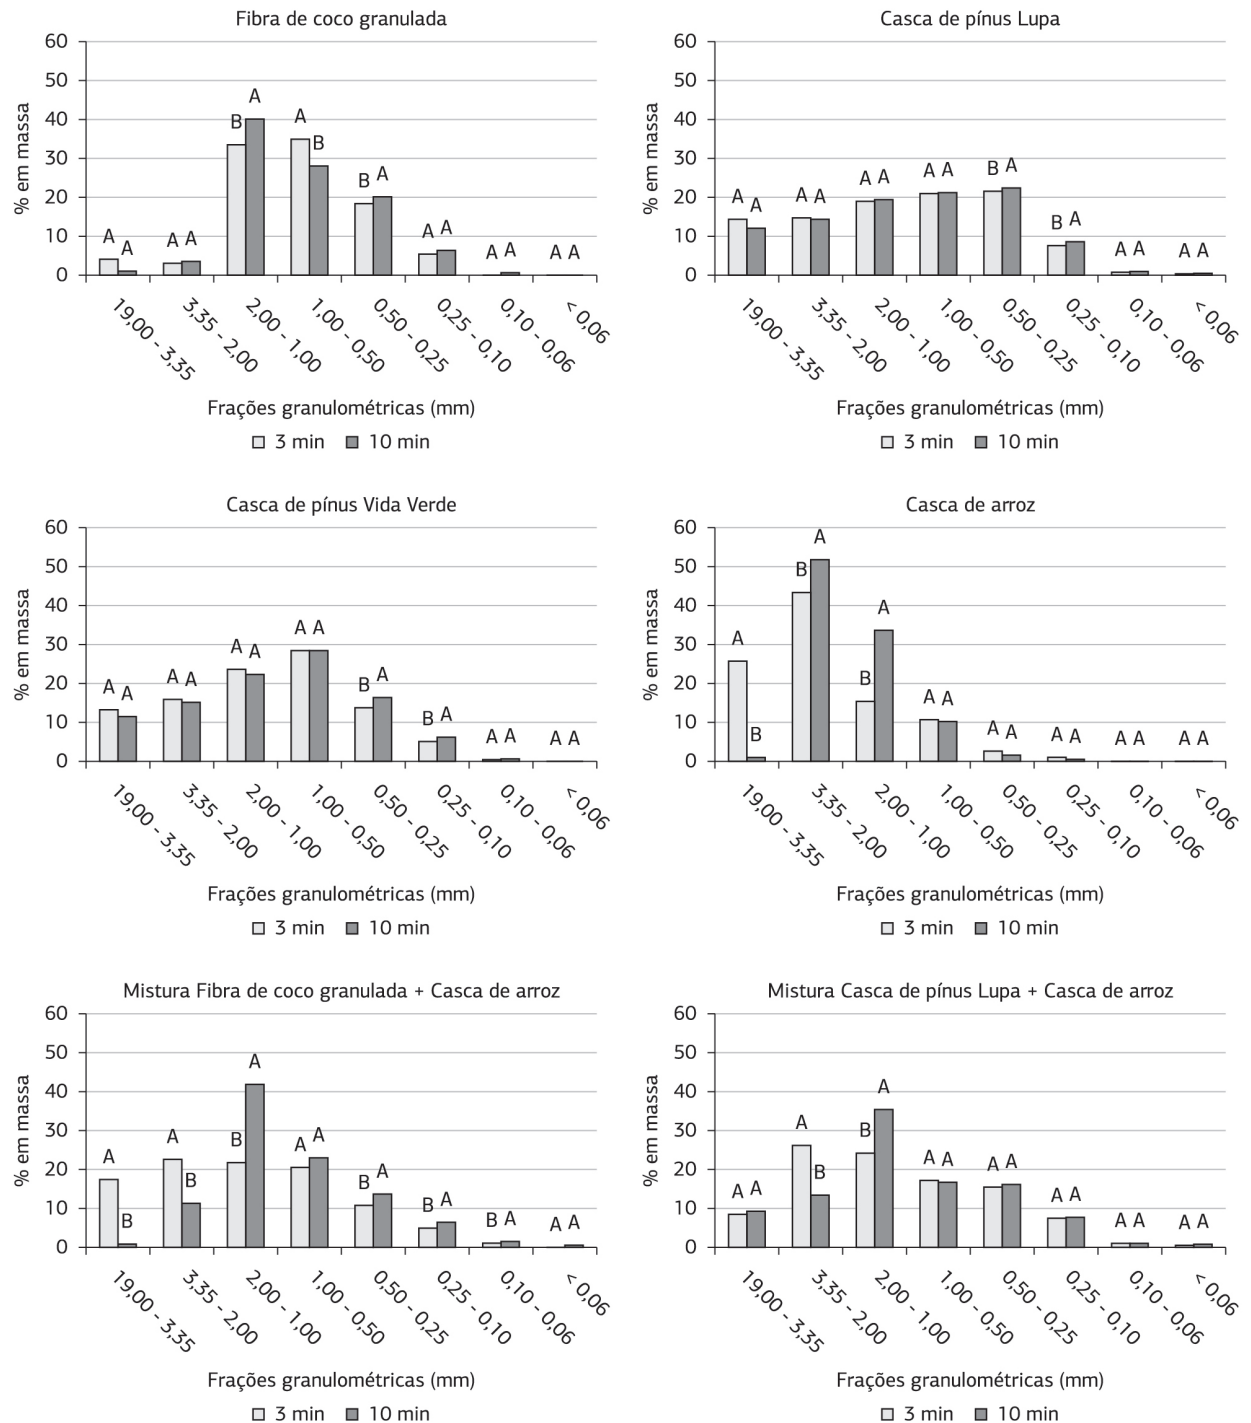 Fibra de coco granulada
% em massa
60
50
40
30
20
10
0
A A
A A
B A
A B
B A
A A
A A
A A
19,00 - 3,35
3,35 - 2,00
2,00 - 1,00
1,00 - 0,50
0,50 - 0,25
0,25 - 0,10
0,10 - 0,06
< 0,06
Frações granulométricas (mm)
3 min 10 min
Casca de pínus Lupa
% em massa
60
50
40
30
20
10
0
A A
A A
A A
A A
B A
B A
A A
A A
19,00 - 3,35
3,35 - 2,00
2,00 - 1,00
1,00 - 0,50
0,50 - 0,25
0,25 - 0,10
0,10 - 0,06
< 0,06
Frações granulométricas (mm)
3 min 10 min
Casca de pínus Vida Verde
% em massa
60
50
40
30
20
10
0
A A
A A
A A
A A
B A
B A
A A
A A
19,00 - 3,35
3,35 - 2,00
2,00 - 1,00
1,00 - 0,50
0,50 - 0,25
0,25 - 0,10
0,10 - 0,06
< 0,06
Frações granulométricas (mm)
3 min 10 min
Casca de arroz
% em massa
60
50
40
30
20
10
0
A B
B A
B A
A A
A A
A A
A A
A A
19,00 - 3,35
3,35 - 2,00
2,00 - 1,00
1,00 - 0,50
0,50 - 0,25
0,25 - 0,10
0,10 - 0,06
< 0,06
Frações granulométricas (mm)
3 min 10 min
Mistura Fibra de coco granulada + Casca de arroz
% em massa
60
50
40
30
20
10
0
A B
A B
B A
A A
B A
B A
B A
A A
19,00 - 3,35
3,35 - 2,00
2,00 - 1,00
1,00 - 0,50
0,50 - 0,25
0,25 - 0,10
0,10 - 0,06
< 0,06
Frações granulométricas (mm)
3 min 10 min
Mistura Casca de pínus Lupa + Casca de arroz
% em massa
60
50
40
30
20
10
0
A A
A B
B A
A A
A A
A A
A A
A A
19,00 - 3,35
3,35 - 2,00
2,00 - 1,00
1,00 - 0,50
0,50 - 0,25
0,25 - 0,10
0,10 - 0,06
< 0,06
Frações granulométricas (mm)
3 min 10 min